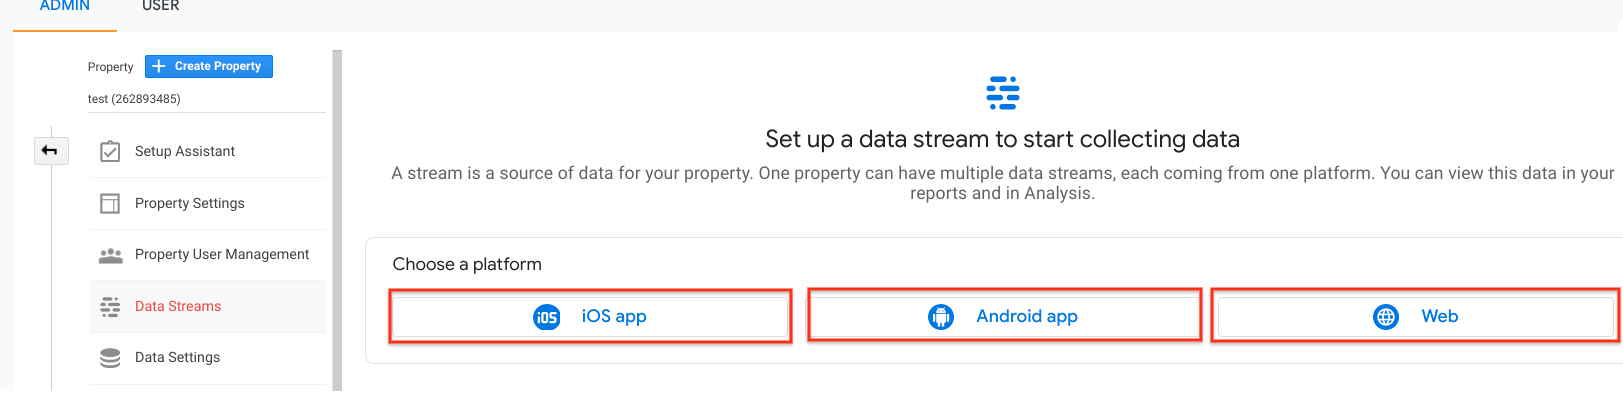 ADMIN USER
Property + Create Property
test (262893485)
Setup Assistant
Property Settings
Property User Management
Data Streams
Data Settings
Set up a data stream to start collecting data
A stream is a source of data for your property. One property can have multiple data streams, each coming from one platform. You can view this data in your
reports and in Analysis.
Choose a platform
iOS iOS app
Android app
Web